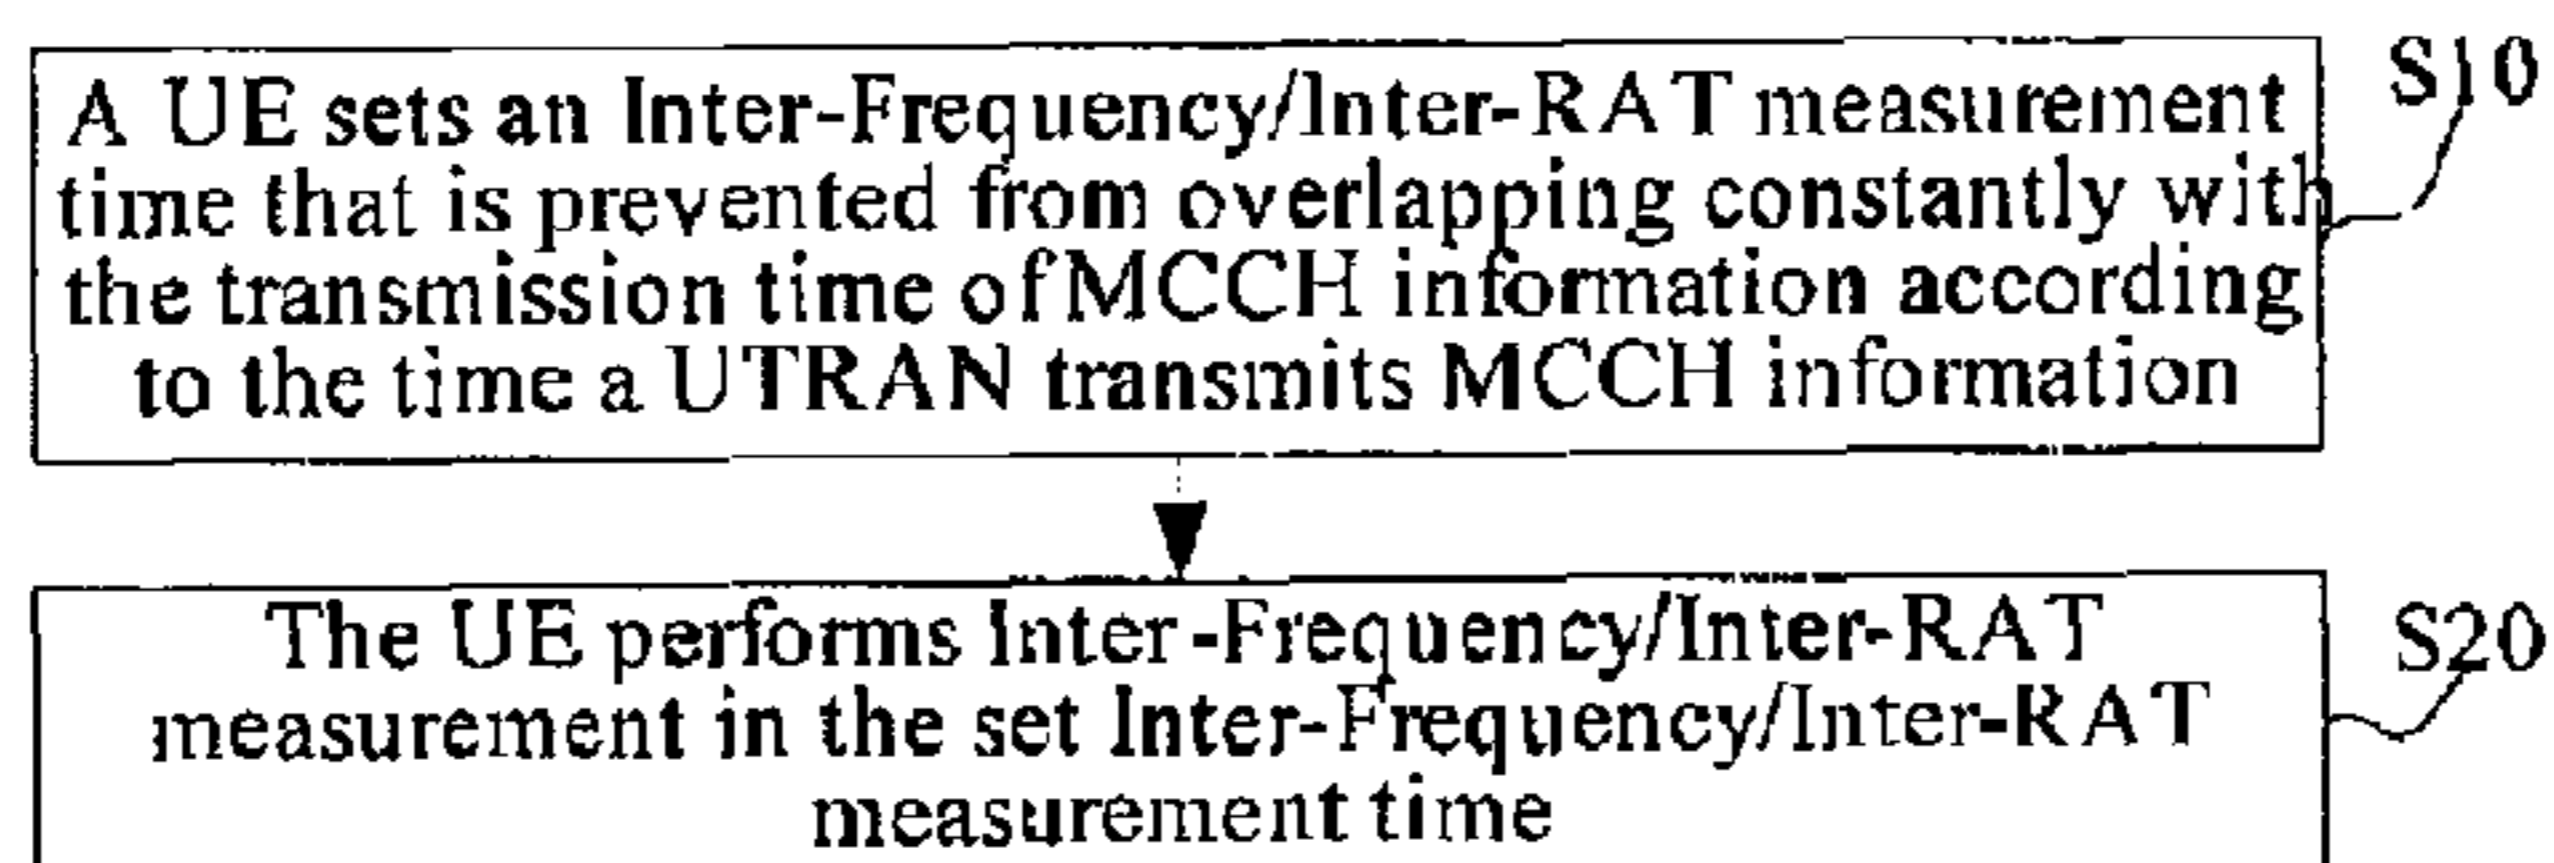 A UE sets an Inter-Frequency/Inter-RAT measurement
time that is prevented from overlapping constantly with
the transmission time of MCCH information according
to the time a UTRAN transmits MCCH information
S10
The UE performs Inter-Frequency/Inter-RAT
measurement in the set Inter-Frequency/Inter-RAT
measurement time
S20